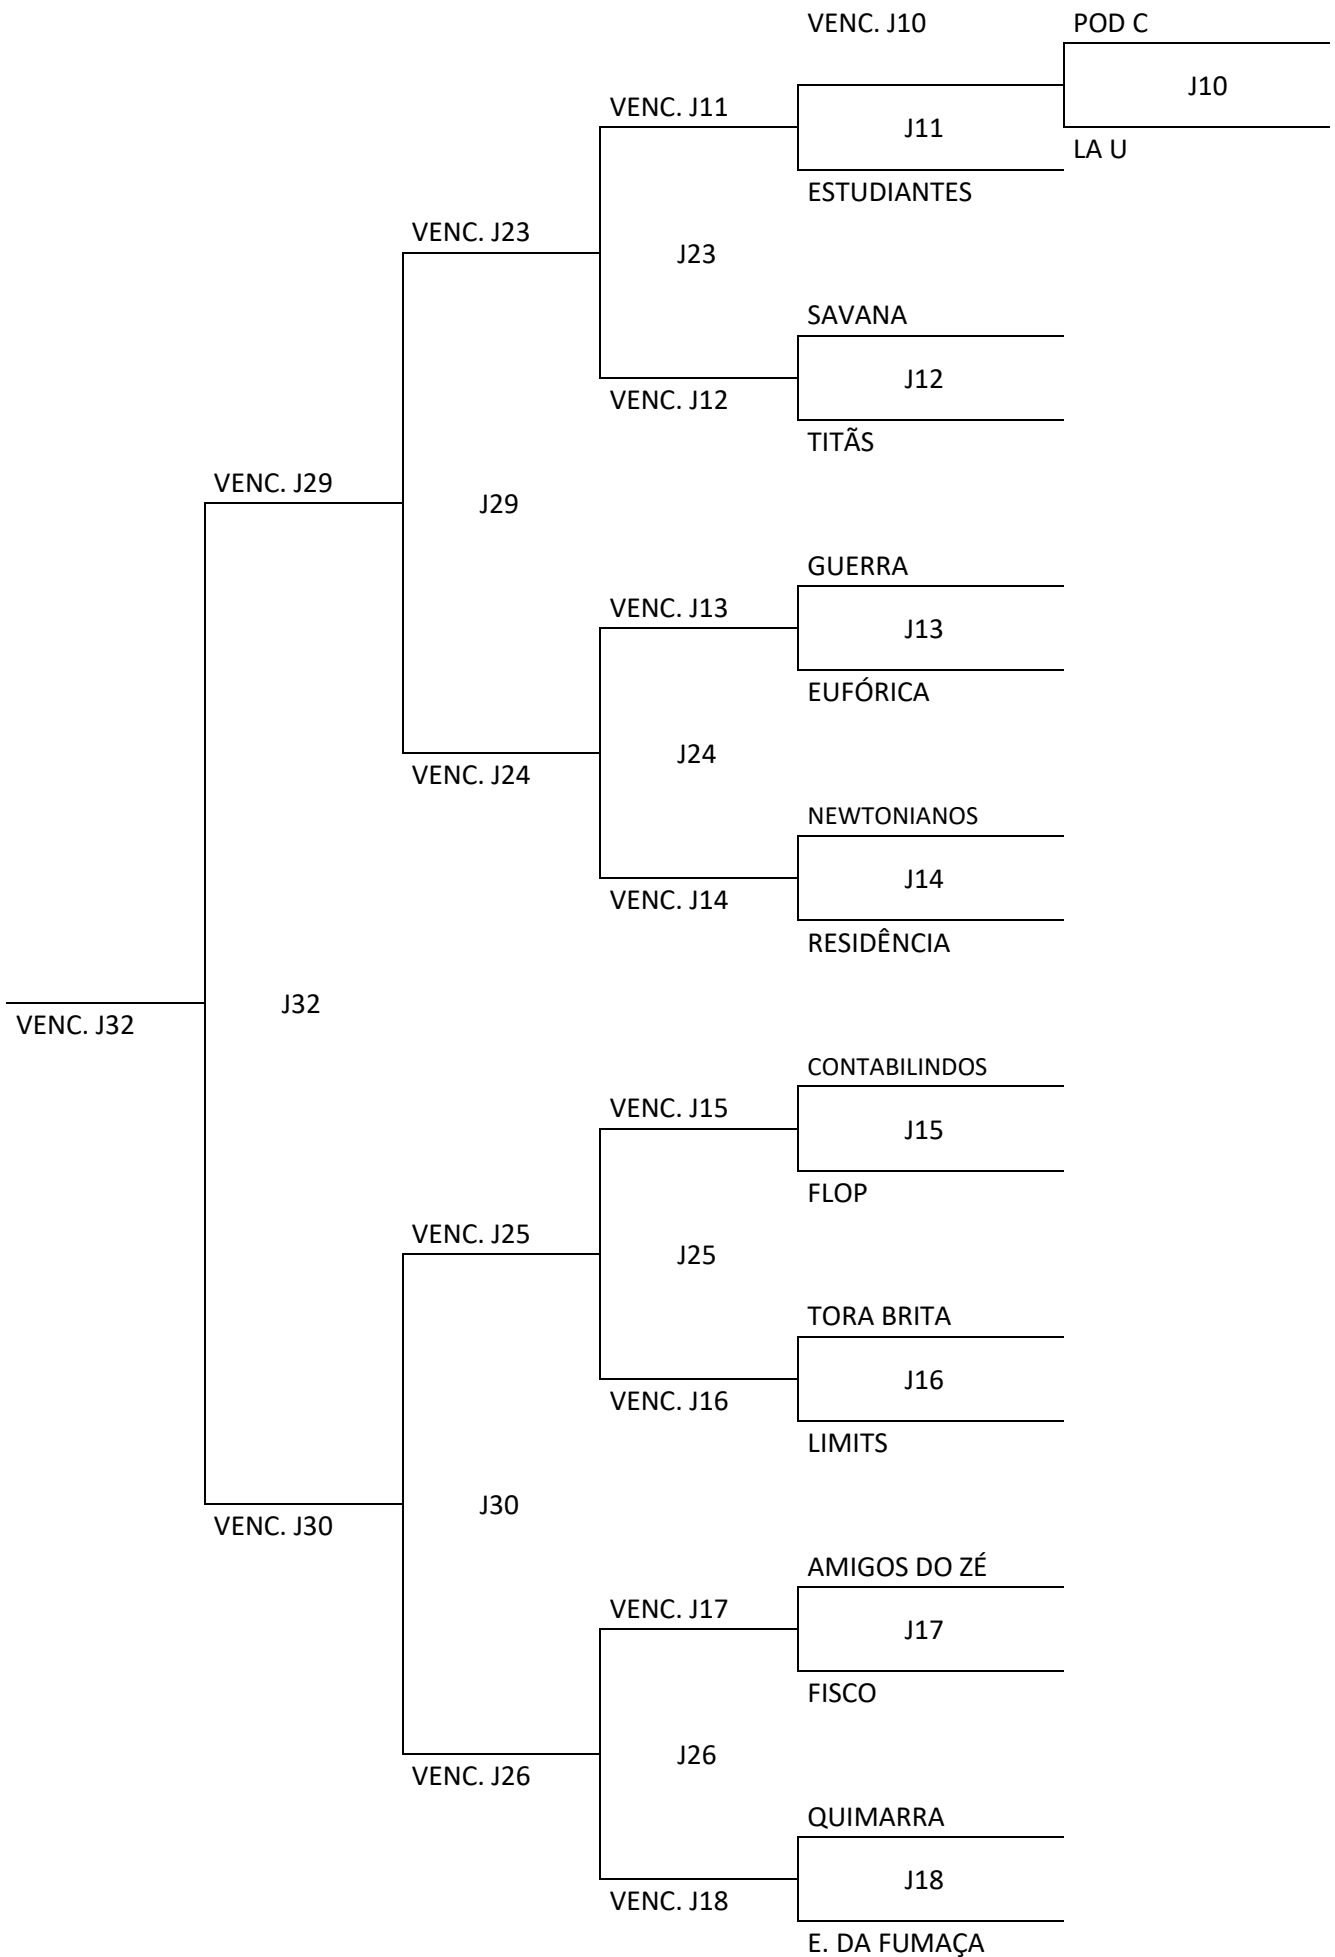 VENC. J10 POD C
J10
VENC. J11
J11
LA U
ESTUDIANTES
VENC. J23
J23
SAVANA
J12
VENC. J12
TITÃS
VENC. J29
J29
GUERRA
VENC. J13
J13
EUFÓRICA
J24
VENC. J24
NEWTONIANOS
J14
VENC. J14
RESIDÊNCIA
J32
VENC. J32
CONTABILINDOS
VENC. J15
J15
FLOP
VENC. J25
J25
TORA BRITA
J16
VENC. J16
LIMITS
J30
VENC. J30
AMIGOS DO ZÉ
VENC. J17
J17
FISCO
J26
VENC. J26
QUIMARRA
J18
VENC. J18
E. DA FUMAÇA